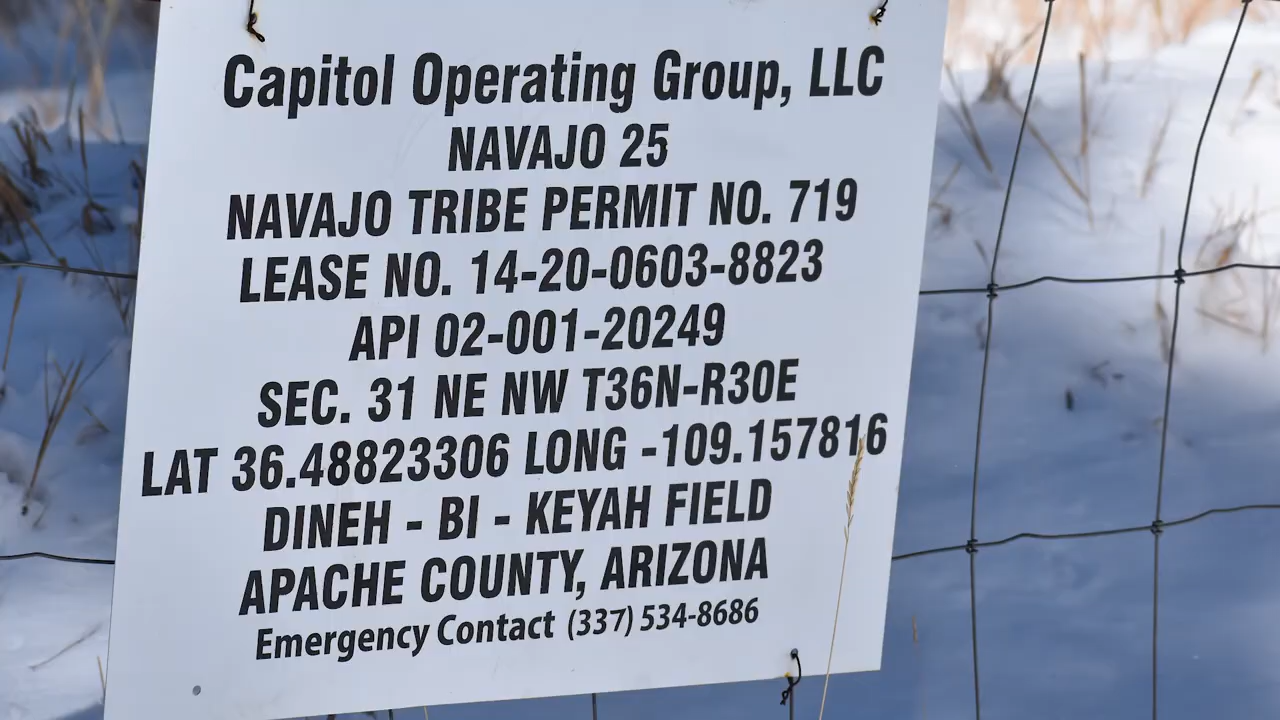 Capitol Operating Group, LLC
NAVAJO 25
NAVAJO TRIBE PERMIT NO. 719
LEASE NO. 14-20-0603-8823
API 02-001-20249
SEC. 31 NE NW T36N-R30E
LAT 36.48823306 LONG -109.157816
DINEH - BI - KEYAH FIELD
APACHE COUNTY, ARIZONA
Emergency Contact (337) 534-8686